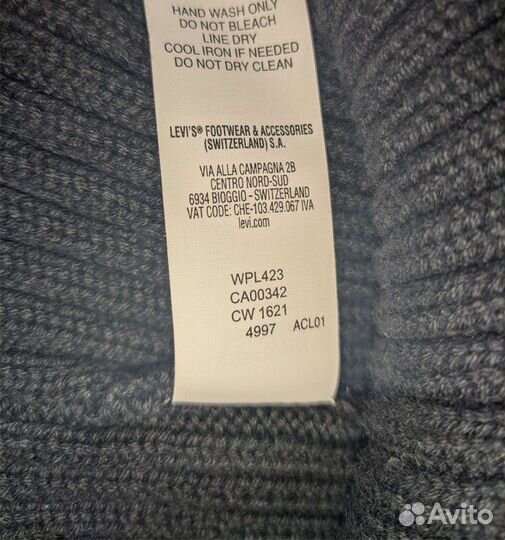 HAND WASH ONLY
DO NOT BLEACH
LINE DRY
COOL IRON IF NEEDED
DO NOT DRY CLEAN
LEVI'S® FOOTWEAR & ACCESSORIES
(SWITZERLAND) S.A.
VIA ALLA CAMPAGNA 2B
CENTRO NORD-SUD
6934 BIOGGIO - SWITZERLAND
VAT CODE: CHE-103.429.067 IVA
levi.com
WPL423
CA00342
CW 1621
4997 ACL01
Avito